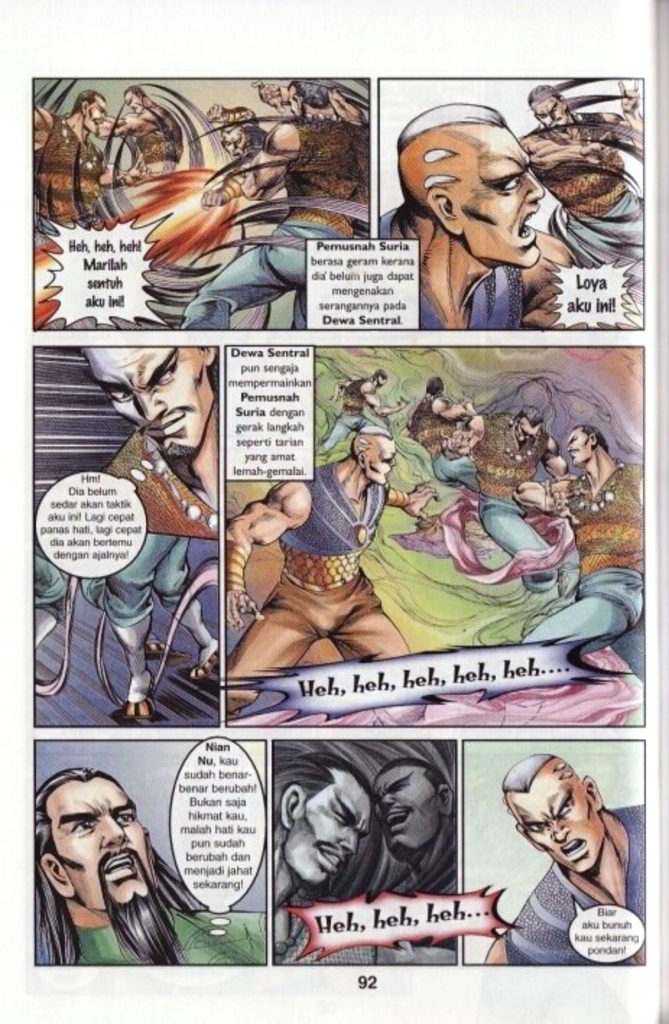 Heh, heh, heh!
Marilah
sentuh
aku ini!
Pemusnah Suria
berasa geram kerana
dia belum juga dapat
mengenakan
serangannya pada
Dewa Sentral.
Loya
aku ini!
Hm!
Dia belum
sedar akan taktik
aku ini! Lagi cepat
panas hati, lagi cepat
dia akan bertemu
dengan ajalnya!
Dewa Sentral
pun sengaja
mempermainkan
Pemusnah
Suria dengan
gerak langkah
seperti tarian
yang amat
lemah-gemalai.
Heh, heh, heh, heh, heh....
Nian
Nu, kau
sudah benar-
benar berubah!
Bukan saja
hikmat kau,
malah hati kau
pun sudah
berubah dan
menjadi jahat
sekarang!
Heh, heh, heh...
Biar
aku bunuh
kau sekarang
pondan!
92